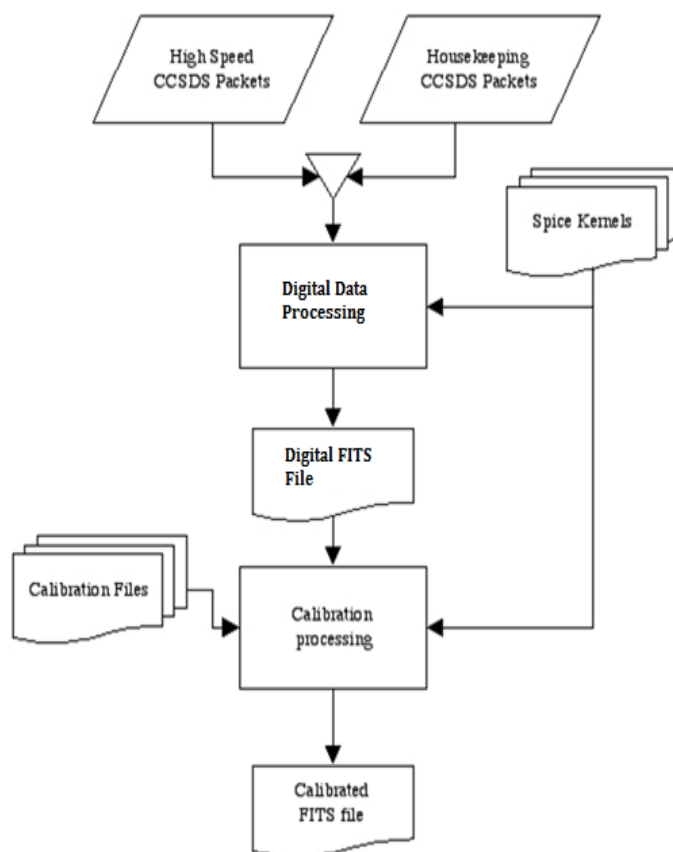 High Speed
CCSDS Packets
Housekeeping
CCSDS Packets
Spice Kernels
Digital Data
Processing
Digital FITS
File
Calibration Files
Calibration
processing
Calibrated
FITS file